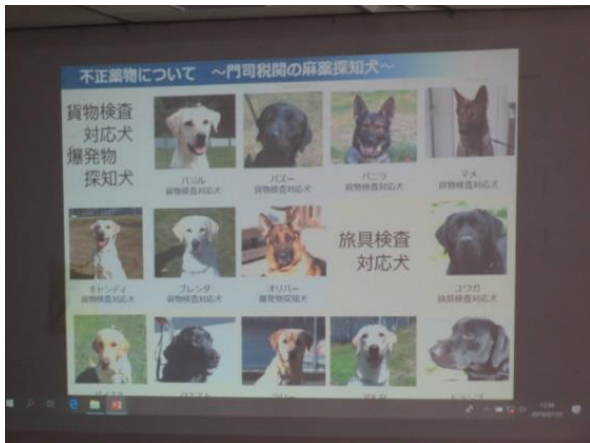 不正薬物について ～門司税関の麻薬探知犬～
貨物検査
対応犬
爆発物
探知犬
バジル
貨物検査対応犬
バズー
貨物検査対応犬
バニラ
貨物検査対応犬
マメ
貨物検査対応犬
キャンディ
貨物検査対応犬
ブレンダ
貨物検査対応犬
オリバー
爆発物探知犬
旅具検査
対応犬
ユウガ
旅具検査対応犬